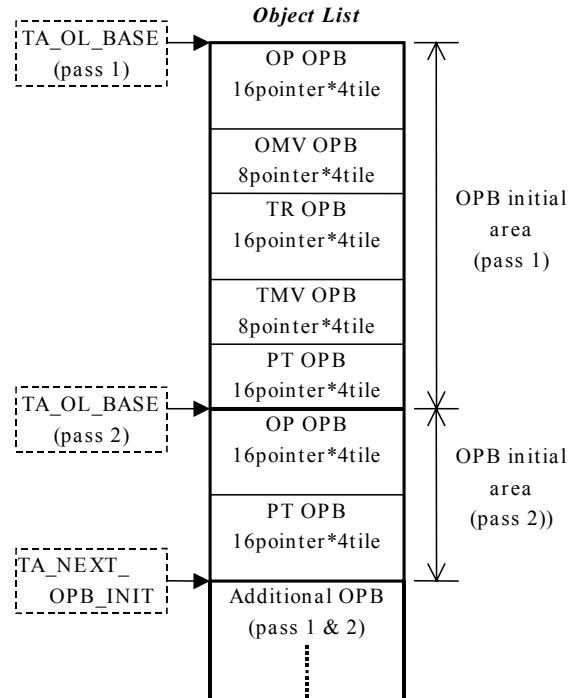 Object List
TA_OL_BASE
(pass 1)
OP OPB
16pointer*4tile
OMV OPB
8pointer*4tile
TR OPB
16pointer*4tile
TMV OPB
8pointer*4tile
PT OPB
16pointer*4tile
OPB initial
area
(pass 1)
TA_OL_BASE
(pass 2)
OP OPB
16pointer*4tile
PT OPB
16pointer*4tile
OPB initial
area
(pass 2))
TA_NEXT_
OPB_INIT
Additional OPB
(pass 1 & 2)